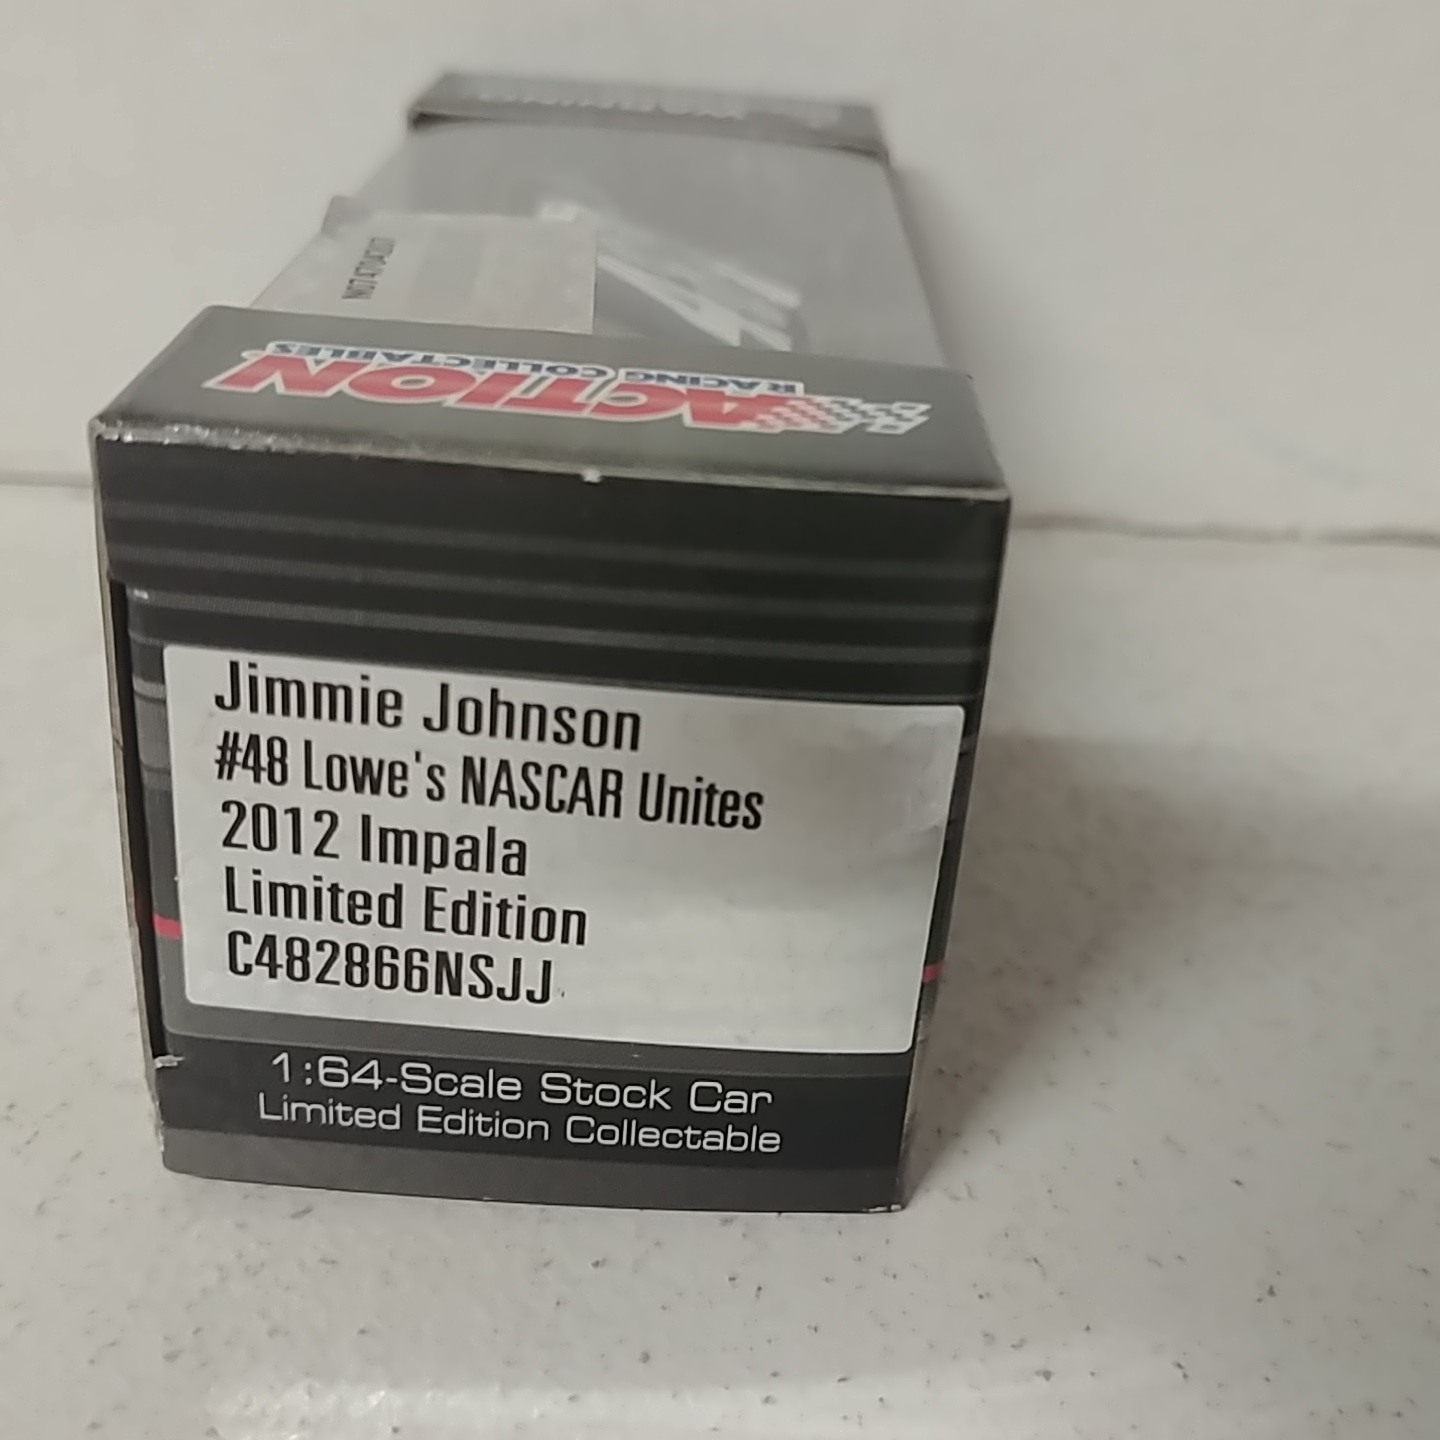 ACTION
RACING COLLECTABLES
Jimmie Johnson
#48 Lowe's NASCAR Unites
2012 Impala
Limited Edition
C482866NSJJ
1:64-Scale Stock Car
Limited Edition Collectable